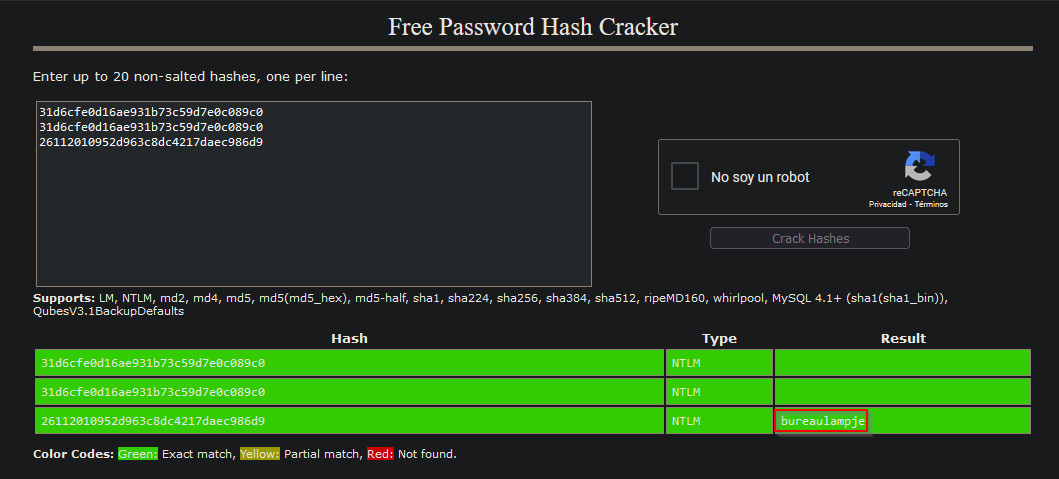 Free Password Hash Cracker
Enter up to 20 non-salted hashes, one per line:
31d6cfe0d16ae931b73c59d7e0c089c0
31d6cfe0d16ae931b73c59d7e0c089c0
26112010952d963c8dc4217daec986d9
No soy un robot
reCAPTCHA
Privacidad - Términos
Crack Hashes
Supports: LM, NTLM, md2, md4, md5, md5(md5_hex), md5-half, sha1, sha224, sha256, sha384, sha512, ripeMD160, whirlpool, MySQL 4.1+ (sha1(sha1_bin)),
QubesV3.1BackupDefaults
Hash Type Result
31d6cfe0d16ae931b73c59d7e0c089c0 NTLM
31d6cfe0d16ae931b73c59d7e0c089c0 NTLM
26112010952d963c8dc4217daec986d9 NTLM bureaulampje
Color Codes: Green: Exact match, Yellow: Partial match, Red: Not found.